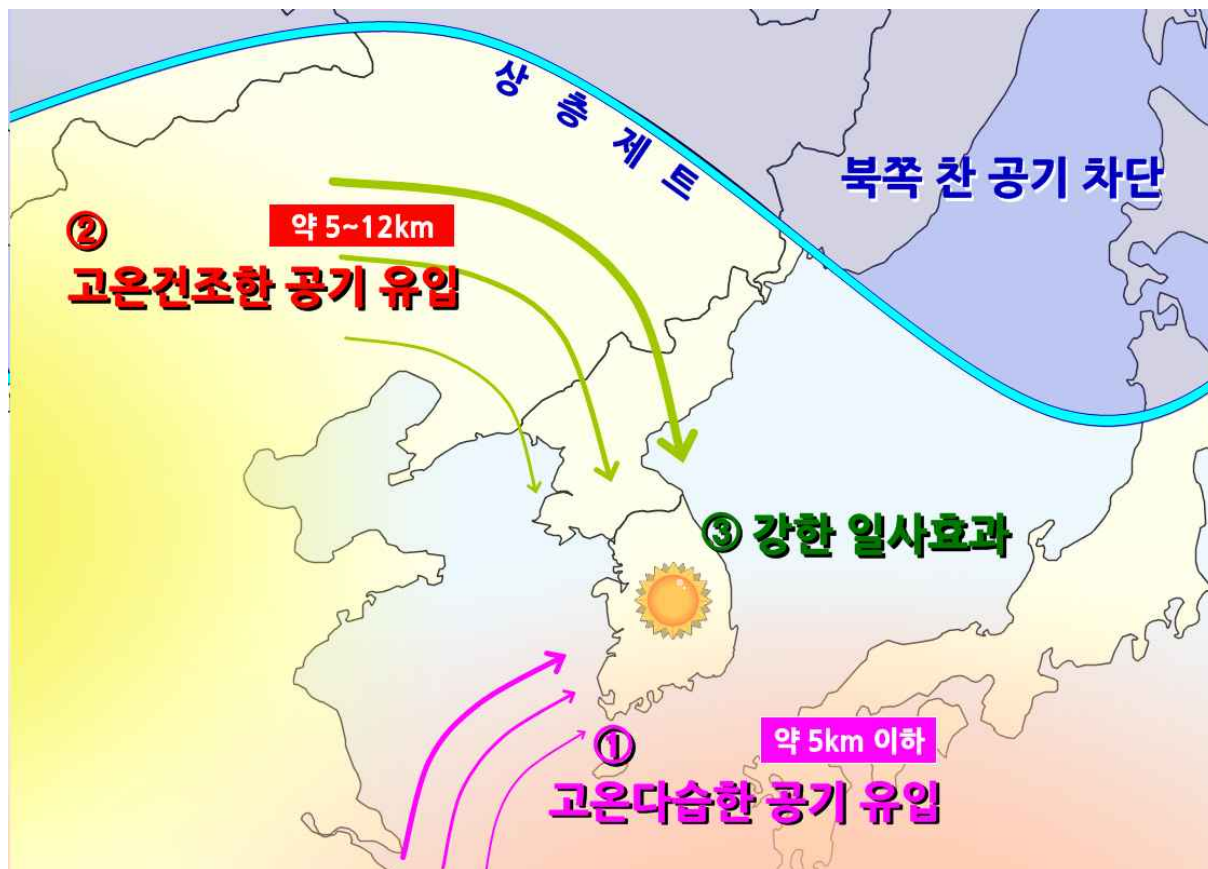 상층제트
북쪽 찬 공기 차단
②
약 5~12km
고온건조한 공기 유입
③ 강한 일사효과
①
약 5km 이하
고온다습한 공기 유입